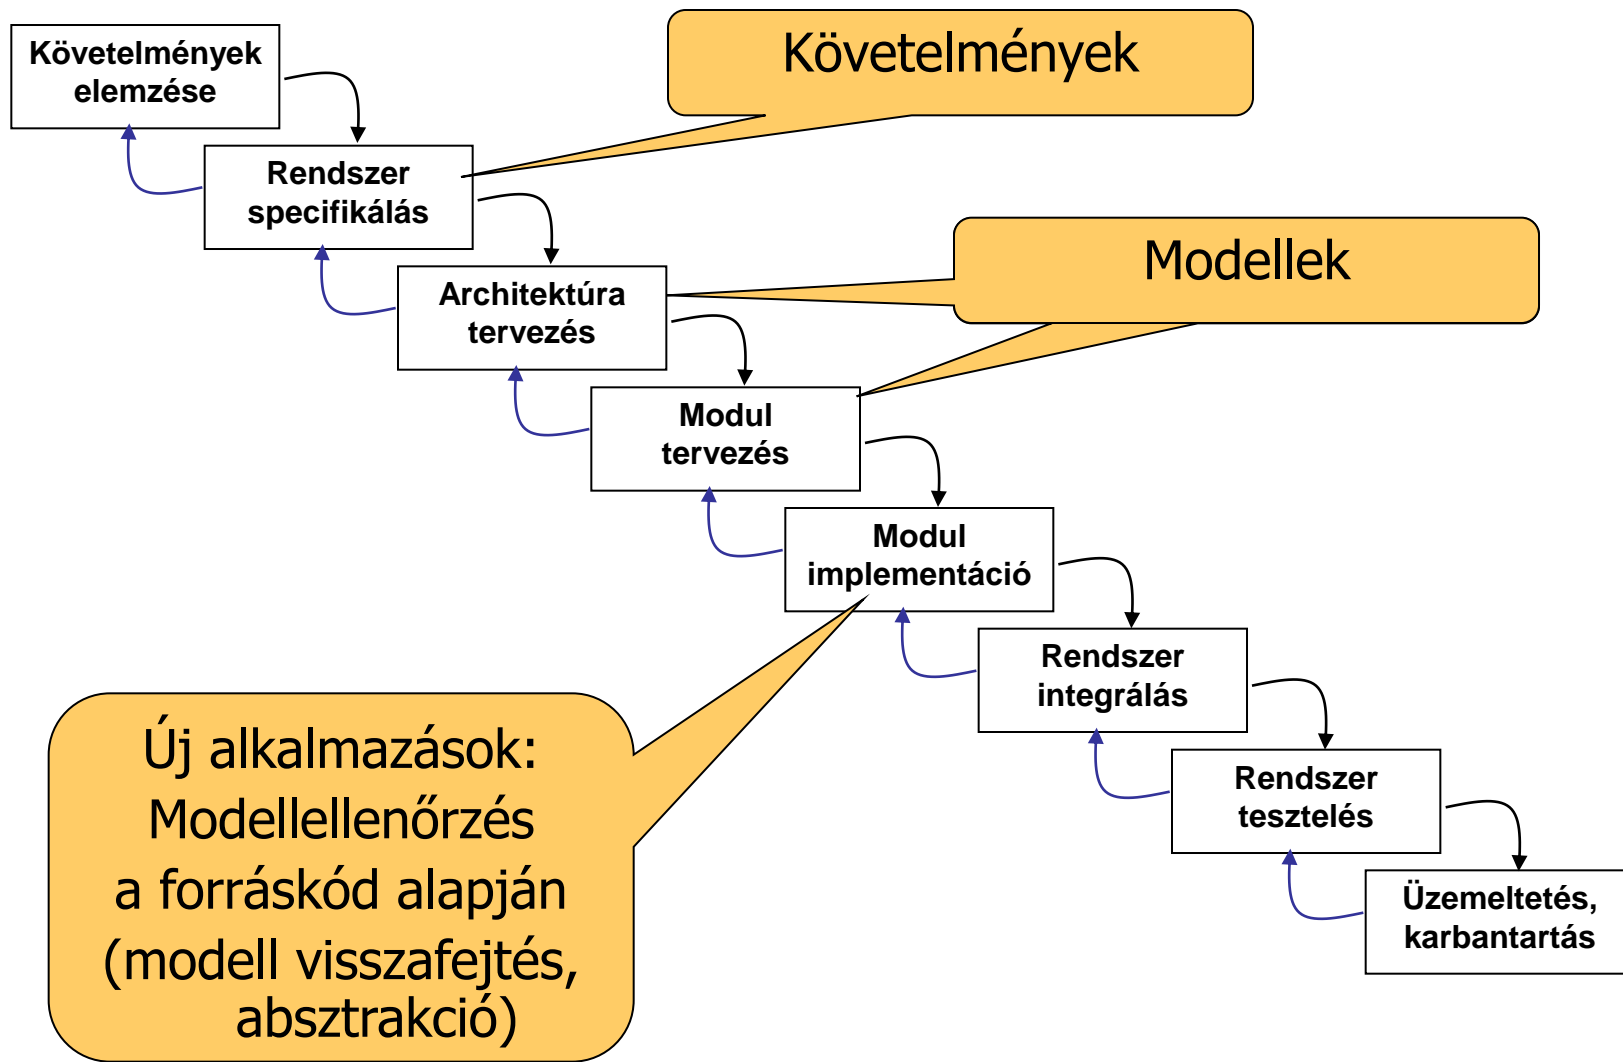 Követelmények
elemzése
Követelmények
Rendszer
specifikálás
Modellek
Architektúra
tervezés
Modul
tervezés
Modul
implementáció
Rendszer
integrálás
Új alkalmazások:
Modellellenőrzés
a forráskód alapján
(modell visszafejtés,
absztrakció)
Rendszer
tesztelés
Üzemeltetés,
karbantartás